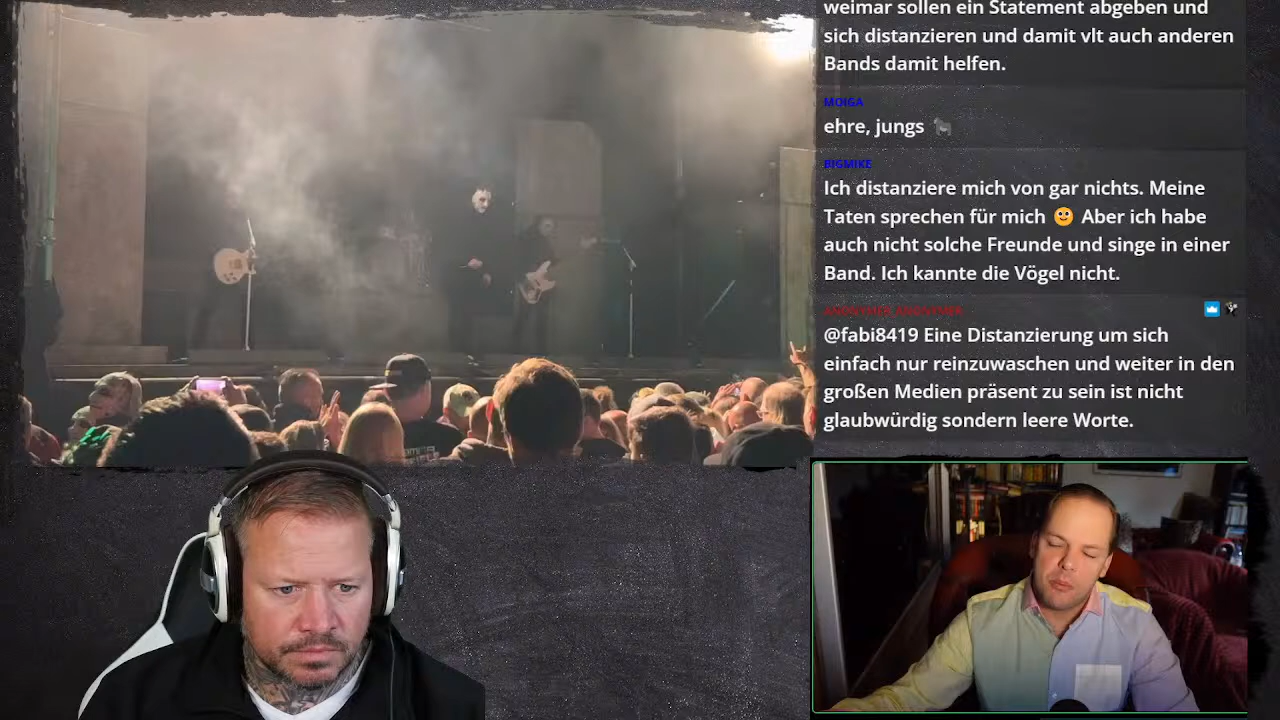 weimar sollen ein Statement abgeben und
sich distanzieren und damit vlt auch anderen
Bands damit helfen.
MOIGA
ehre, jungs
BIGMIKE
Ich distanziere mich von gar nichts. Meine
Taten sprechen für mich 🙂 Aber ich habe
auch nicht solche Freunde und singe in einer
Band. Ich kannte die Vögel nicht.
@fabi8419 Eine Distanzierung um sich
einfach nur reinzuwaschen und weiter in den
großen Medien präsent zu sein ist nicht
glaubwürdig sondern leere Worte.